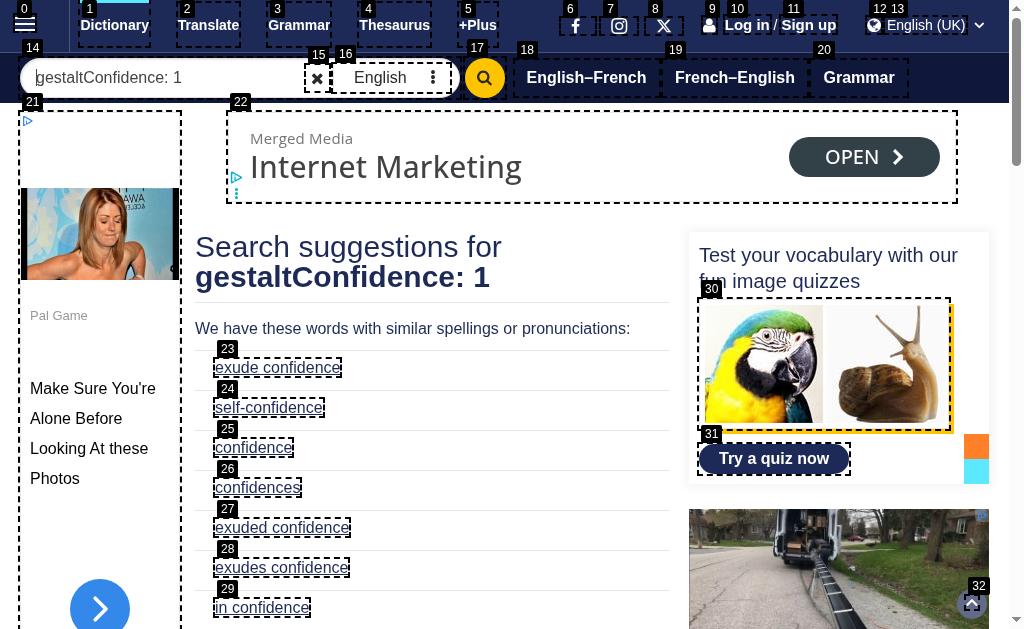 0 1 2 3 4 5 6 7 8 9 10 11 12 13
Dictionary Translate Grammar Thesaurus +Plus Log in / Sign up English (UK)
14 15 16 17 18 19 20
gestaltConfidence: 1 English English–French French–English Grammar
21 22
Merged Media
Internet Marketing
OPEN
Pal Game
Make Sure You're
Alone Before
Looking At these
Photos
Search suggestions for
gestaltConfidence: 1
We have these words with similar spellings or pronunciations:
23
exude confidence
24
self-confidence
25
confidence
26
confidences
27
exuded confidence
28
exudes confidence
29
in confidence
Test your vocabulary with our
fun image quizzes
30
31
Try a quiz now
32